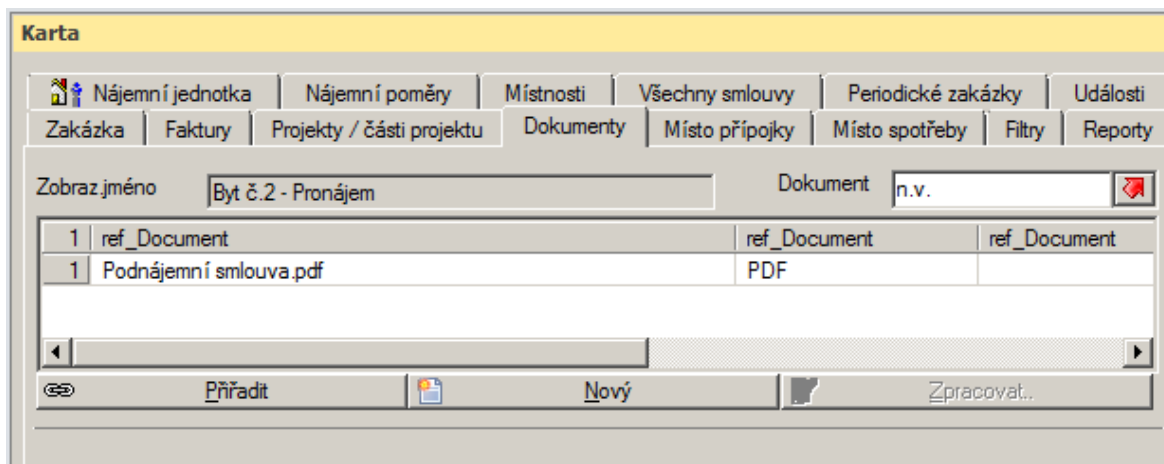 Karta
Nájemní jednotka Nájemní poměry Místnosti Všechny smlouvy Periodické zakázky Události
Zakázka Faktury Projekty / části projektu Dokumenty Místo přípojky Místo spotřeby Filtry Reporty
Zobraz.jméno Byt č.2 - Pronájem Dokument n.v.
1 ref_Document ref_Document ref_Document
1 Podnájemní smlouva.pdf PDF
Přiřadit Nový Zpracovat..